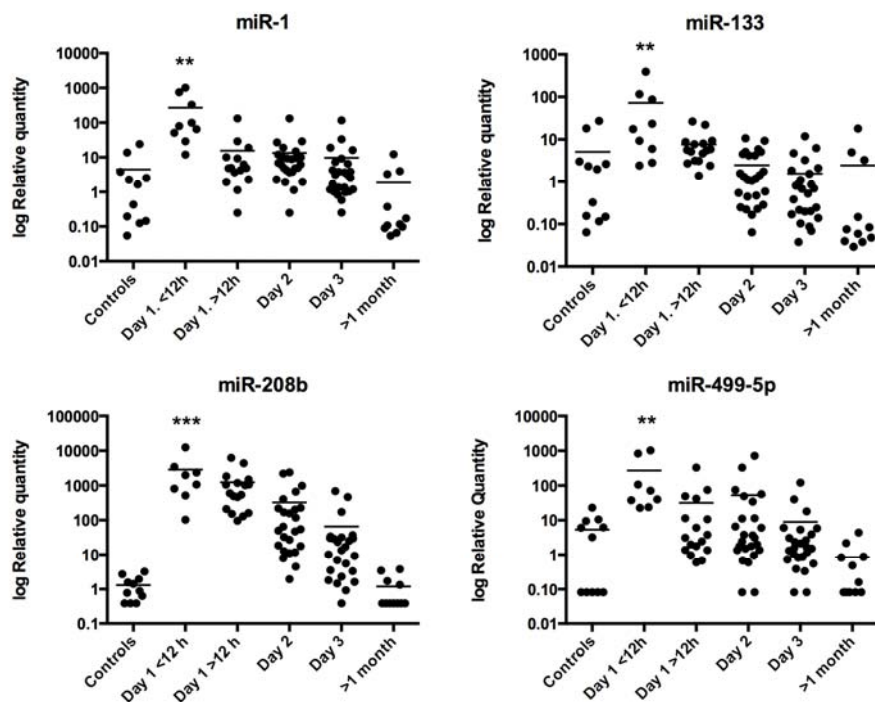 miR-1
log Relative quantity
10000
1000
100
10
1
0.10
0.01
**
Controls
Day 1. <12h
Day 1. >12h
Day 2
Day 3
>1 month
miR-133
log Relative quantity
1000
100
10
1
0.1
0.01
**
Controls
Day 1. <12h
Day 1. >12h
Day 2
Day 3
>1 month
miR-208b
log Relative quantity
100000
10000
1000
100
10
1
0.1
***
Controls
Day 1 <12 h
Day 1 >12 h
Day 2
Day 3
>1 month
miR-499-5p
log Relative Quantity
10000
1000
100
10
1
0.10
0.01
**
Controls
Day 1 <12h
Day 1 >12h
Day 2
Day 3
>1 month